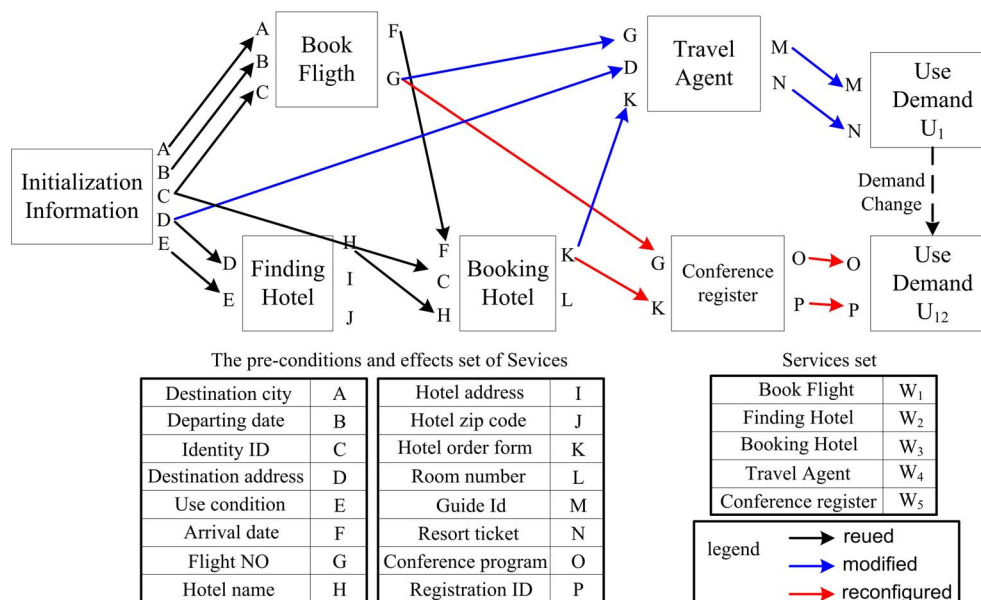 A
B
C
Book
Fligth
F
G
G
D
K
Travel
Agent
M
N
M
N
Use
Demand
U1
Initialization
Information
A
B
C
D
E
Demand
Change
D
E
Finding
Hotel
H
I
J
F
C
H
Booking
Hotel
K
L
G
K
Conference
register
O
P
O
P
Use
Demand
U12
The pre-conditions and effects set of Sevices
Destination city A
Departing date B
Identity ID C
Destination address D
Use condition E
Arrival date F
Flight NO G
Hotel name H
Hotel address I
Hotel zip code J
Hotel order form K
Room number L
Guide Id M
Resort ticket N
Conference program O
Registration ID P
Services set
Book Flight W1
Finding Hotel W2
Booking Hotel W3
Travel Agent W4
Conference register W5
legend
reued
modified
reconfigured